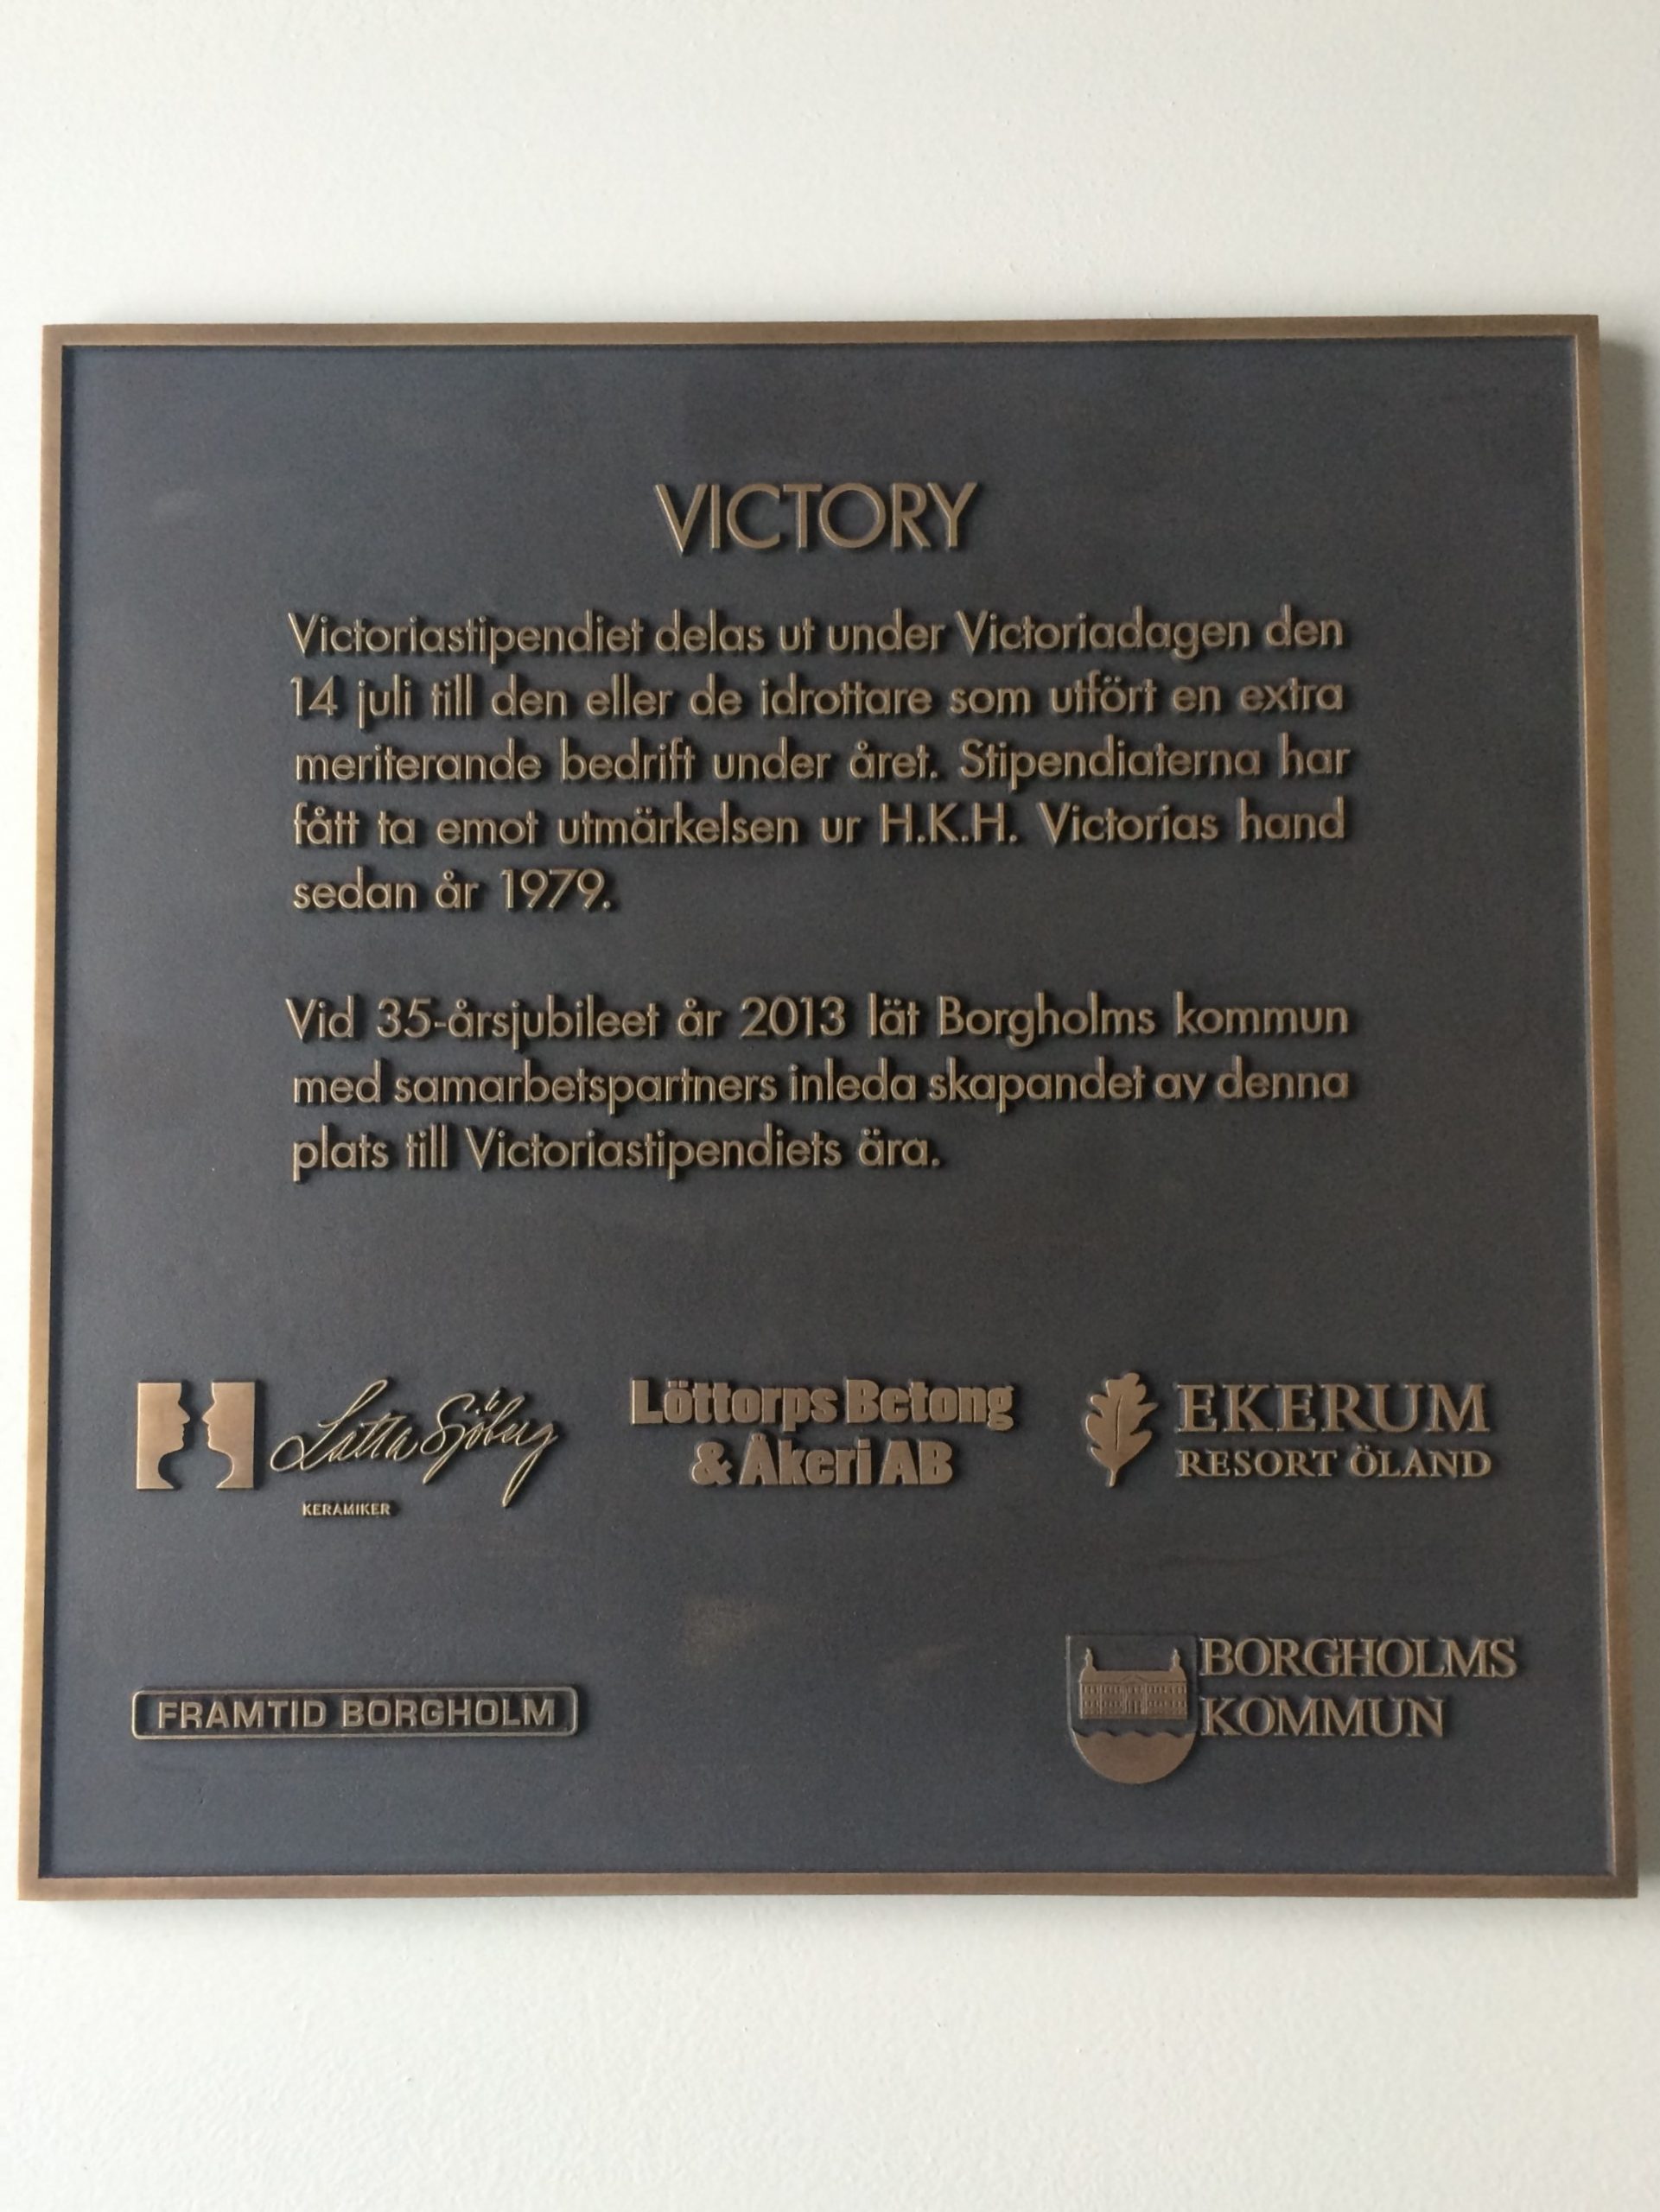 VICTORY
Victoriastipendiet delas ut under Victoriadagen den
14 juli till den eller de idrottare som utfört en extra
meriterande bedrift under året. Stipendiaterna har
fått ta emot utmärkelsen ur H.K.H. Victorias hand
sedan år 1979.
Vid 35-årsjubileet år 2013 lät Borgholms kommun
med samarbetspartners inleda skapandet av denna
plats till Victoriastipendiets ära.
Latta Sjöberg
KERAMIKER
Löttorps Betong
& Åkeri AB
EKERUM
RESORT ÖLAND
FRAMTID BORGHOLM
BORGHOLMS
KOMMUN